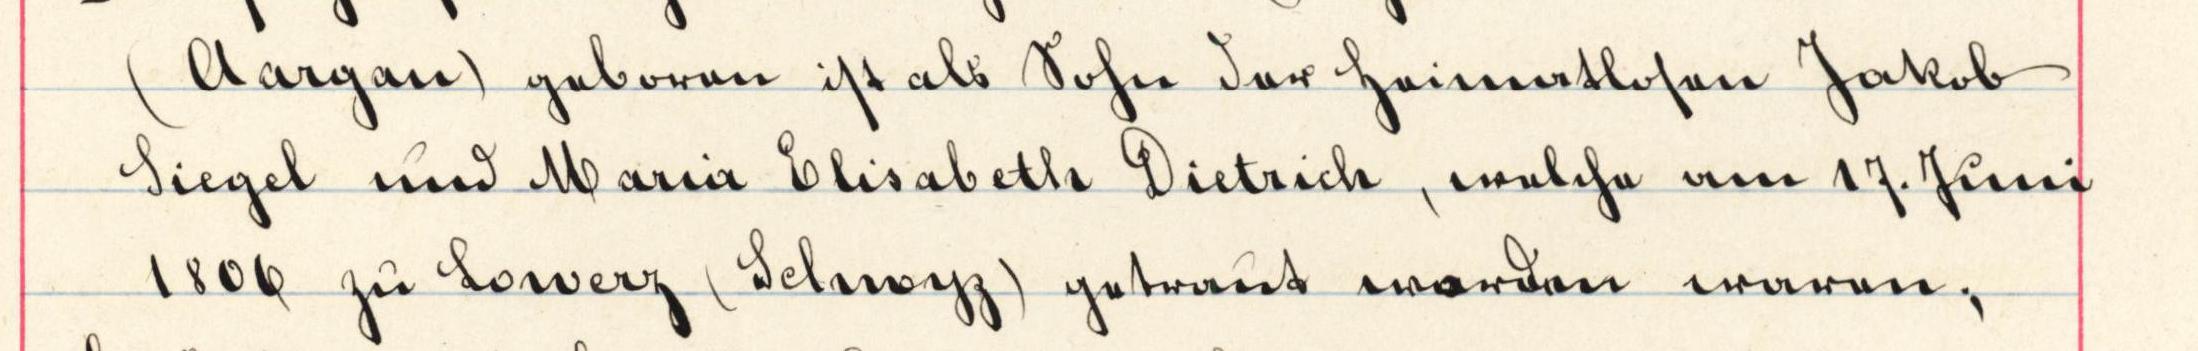 (Aargau) geboren ist als Sohn der Heimatlosen Jakob
Siegel und Maria Elisabeth Dietrich, welche am 17. Juni
1806 zu Lowerz (Schwyz) getraut worden waren;